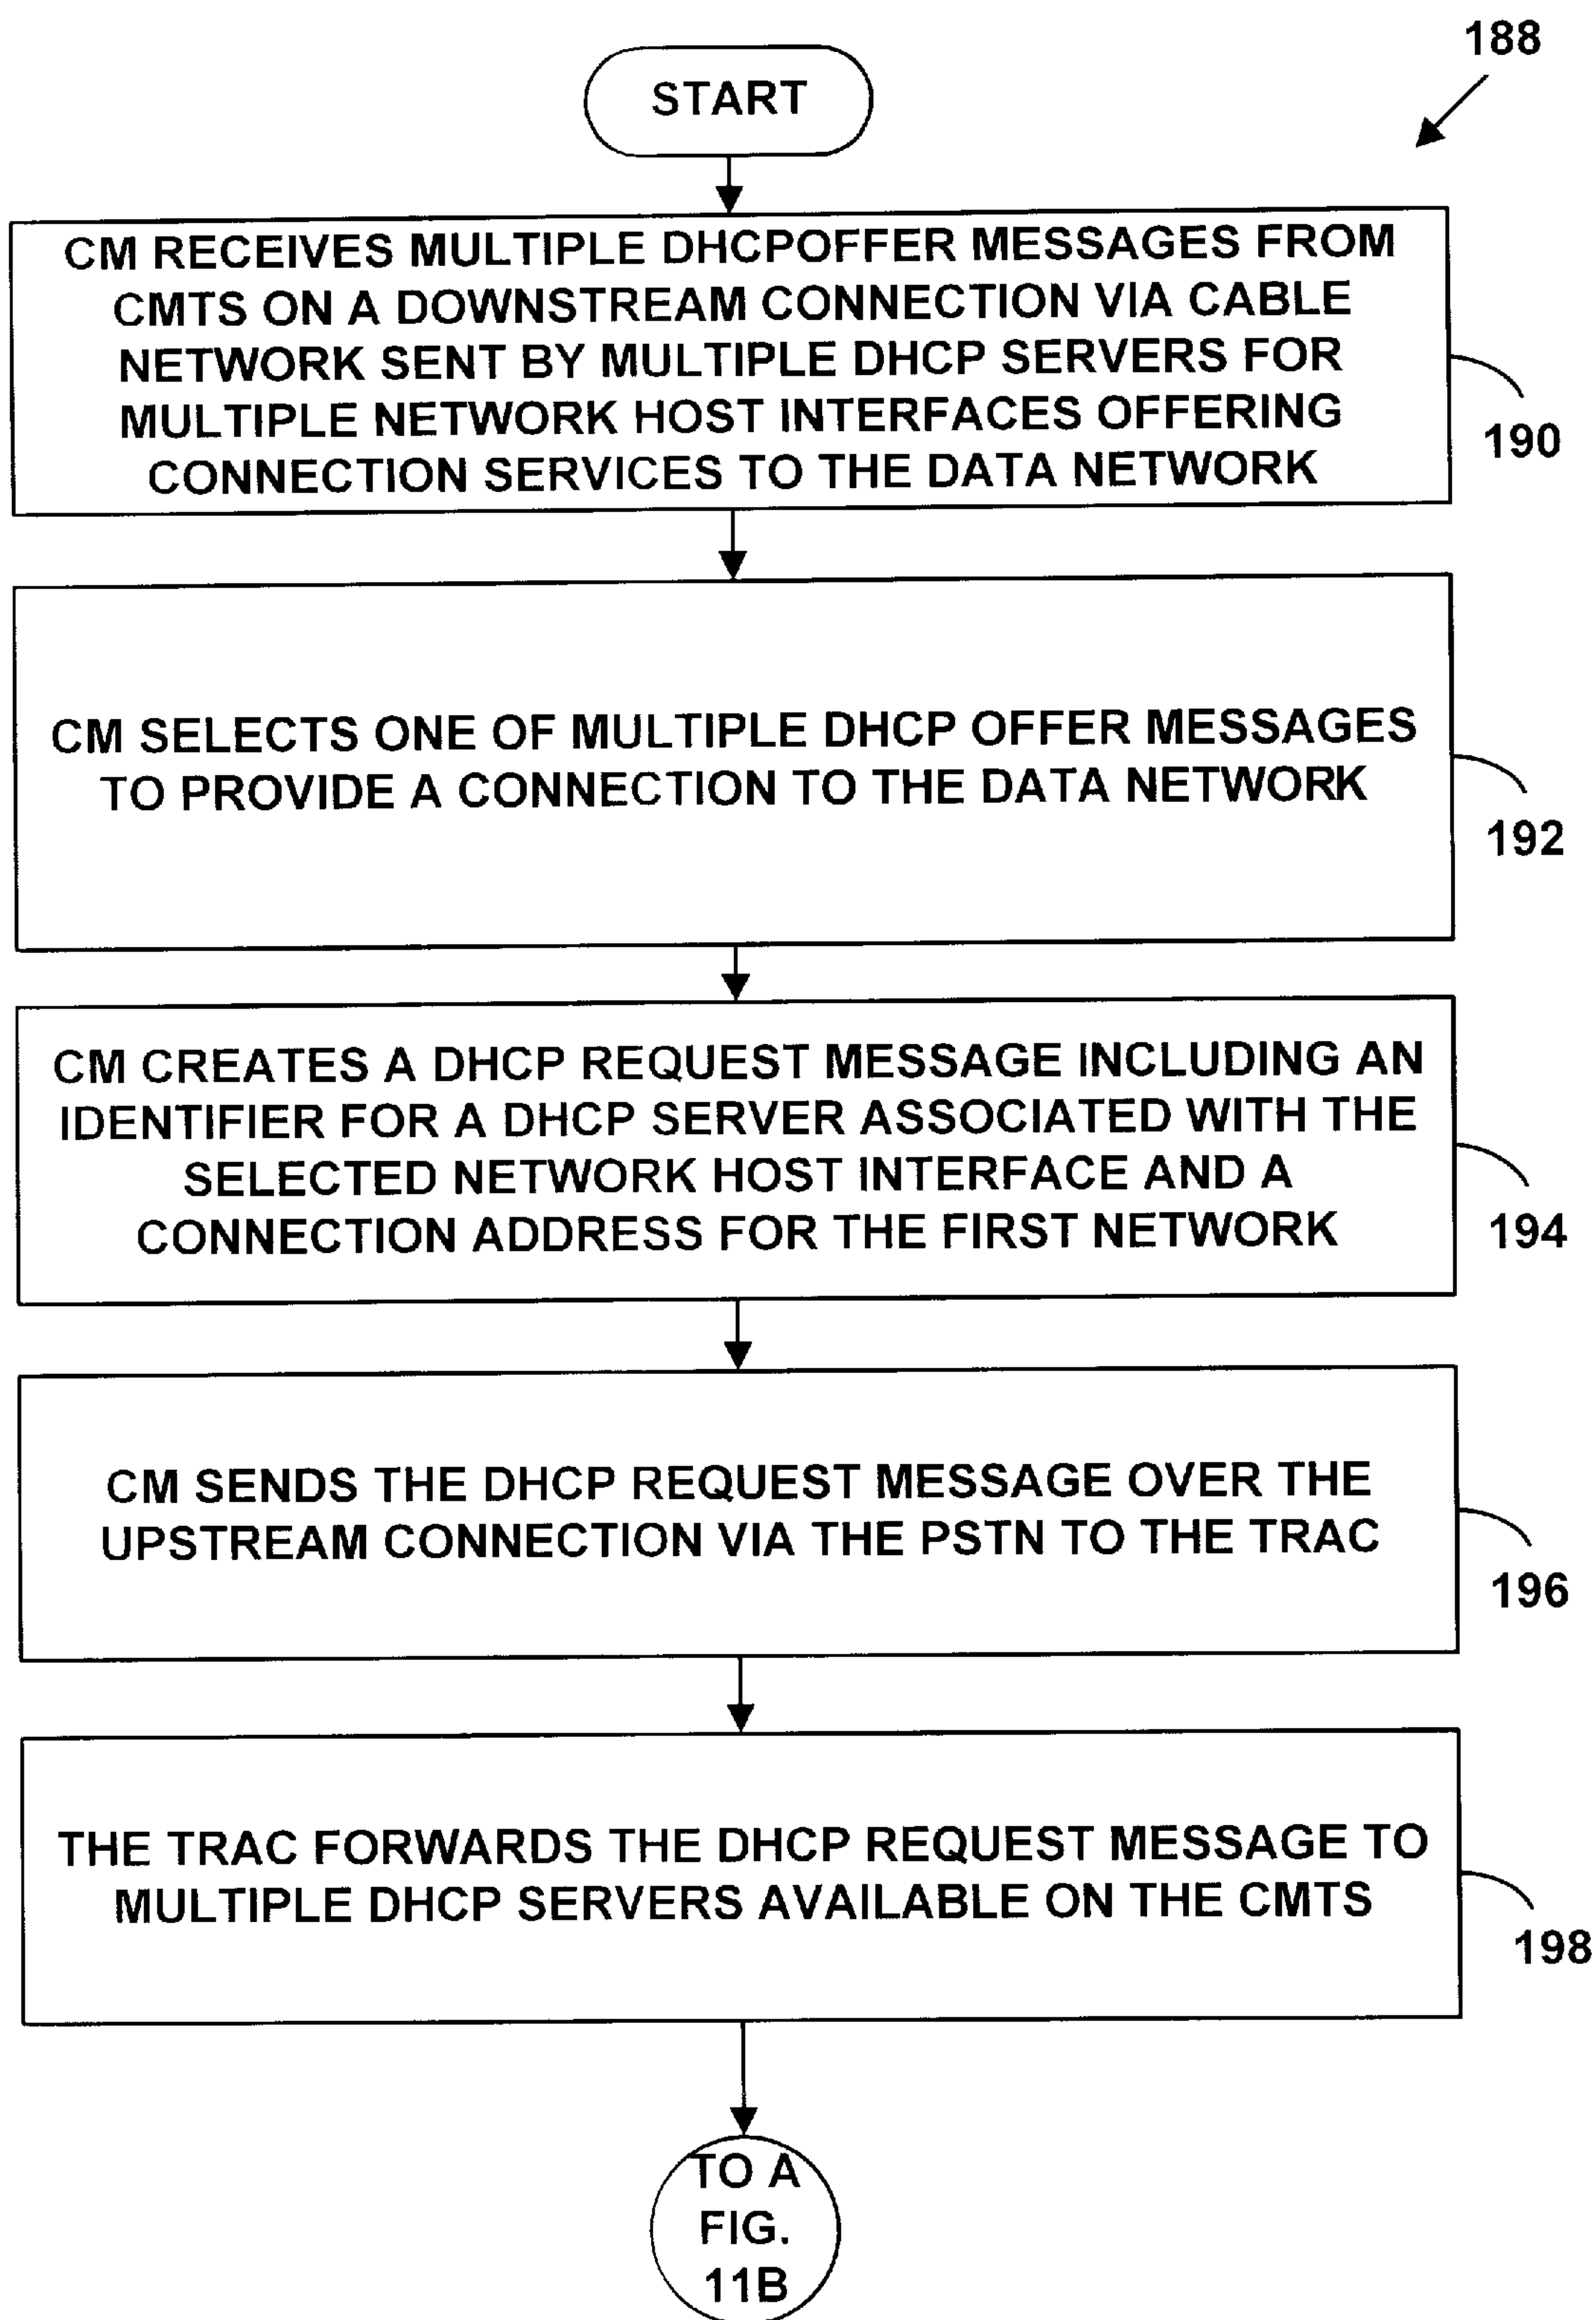 188
START
CM RECEIVES MULTIPLE DHCPOFFER MESSAGES FROM
CMTS ON A DOWNSTREAM CONNECTION VIA CABLE
NETWORK SENT BY MULTIPLE DHCP SERVERS FOR
MULTIPLE NETWORK HOST INTERFACES OFFERING
CONNECTION SERVICES TO THE DATA NETWORK
190
CM SELECTS ONE OF MULTIPLE DHCP OFFER MESSAGES
TO PROVIDE A CONNECTION TO THE DATA NETWORK
192
CM CREATES A DHCP REQUEST MESSAGE INCLUDING AN
IDENTIFIER FOR A DHCP SERVER ASSOCIATED WITH THE
SELECTED NETWORK HOST INTERFACE AND A
CONNECTION ADDRESS FOR THE FIRST NETWORK
194
CM SENDS THE DHCP REQUEST MESSAGE OVER THE
UPSTREAM CONNECTION VIA THE PSTN TO THE TRAC
196
THE TRAC FORWARDS THE DHCP REQUEST MESSAGE TO
MULTIPLE DHCP SERVERS AVAILABLE ON THE CMTS
198
TO A
FIG.
11B